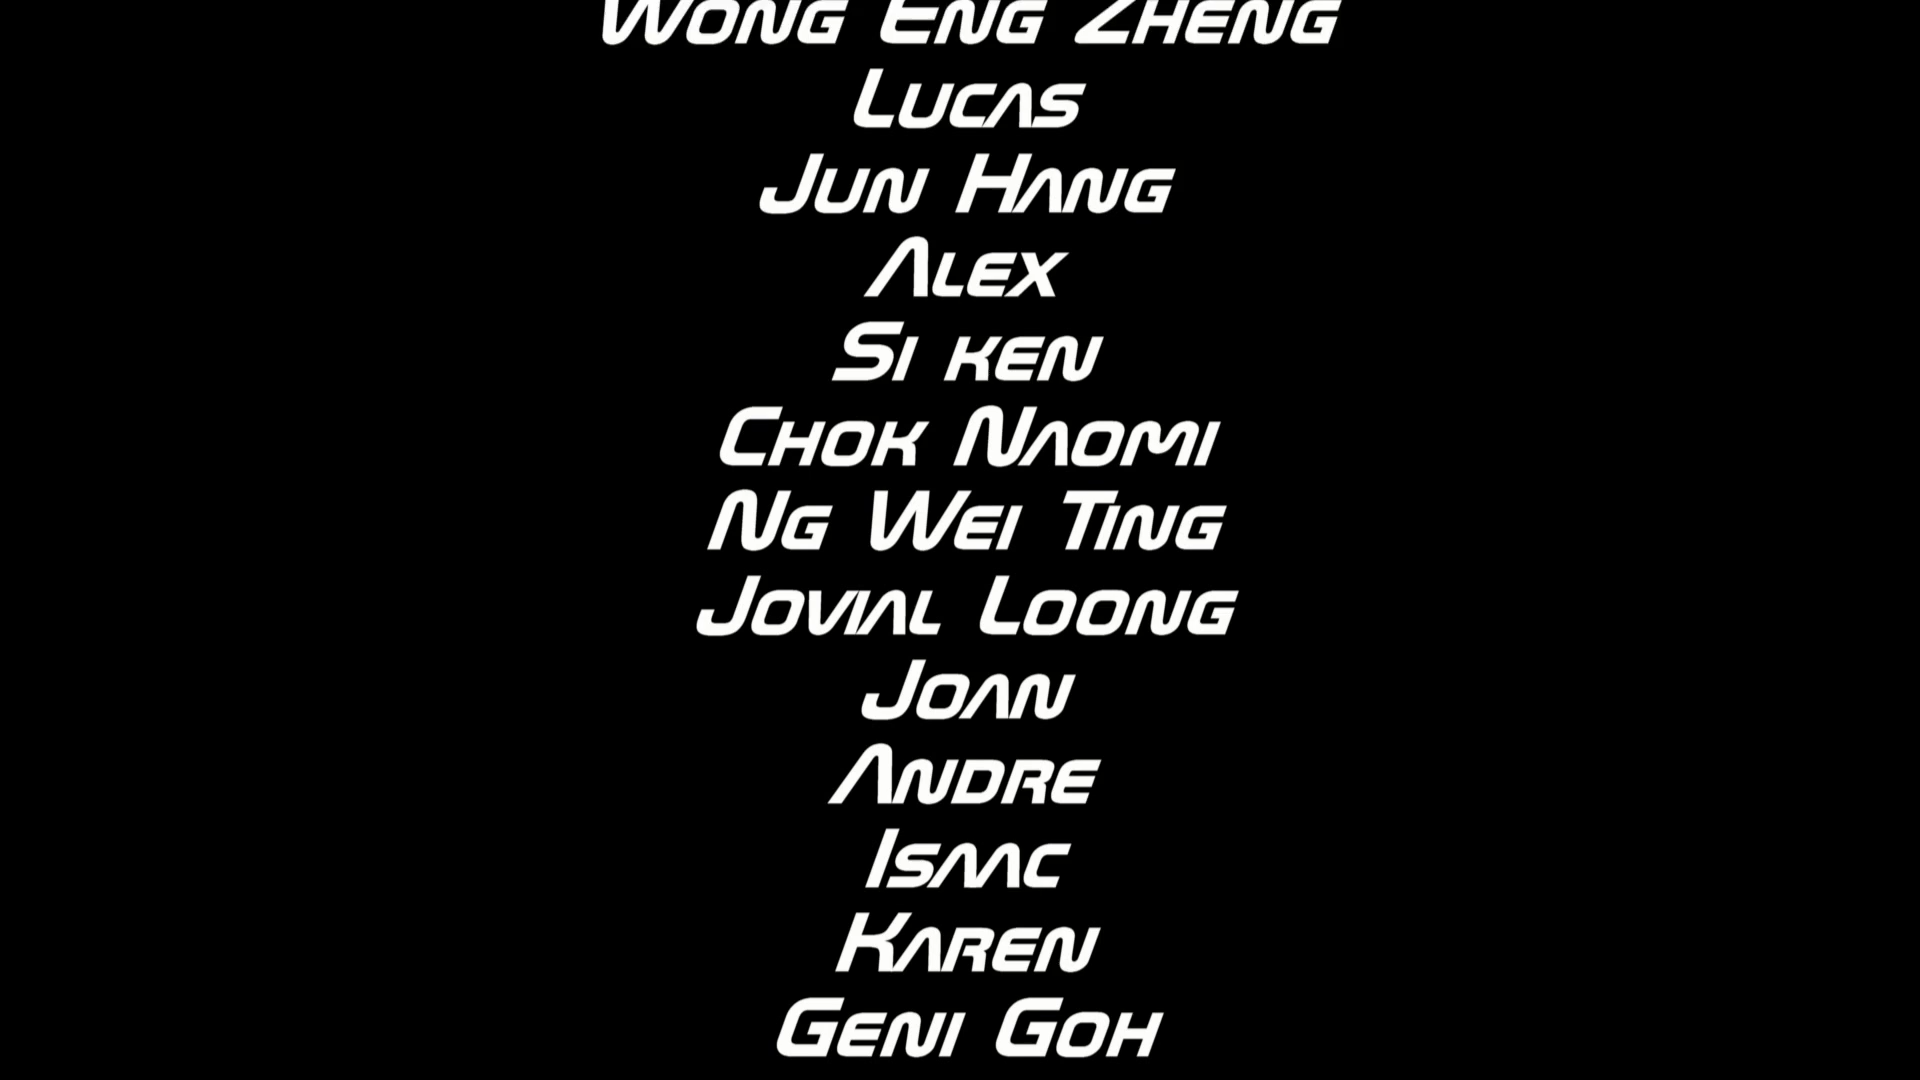 Wong Eng Zheng
Lucas
Jun Hang
Alex
Si ken
Chok Naomi
Ng Wei Ting
Jovial Loong
Joan
Andre
Isaac
Karen
Geni Goh